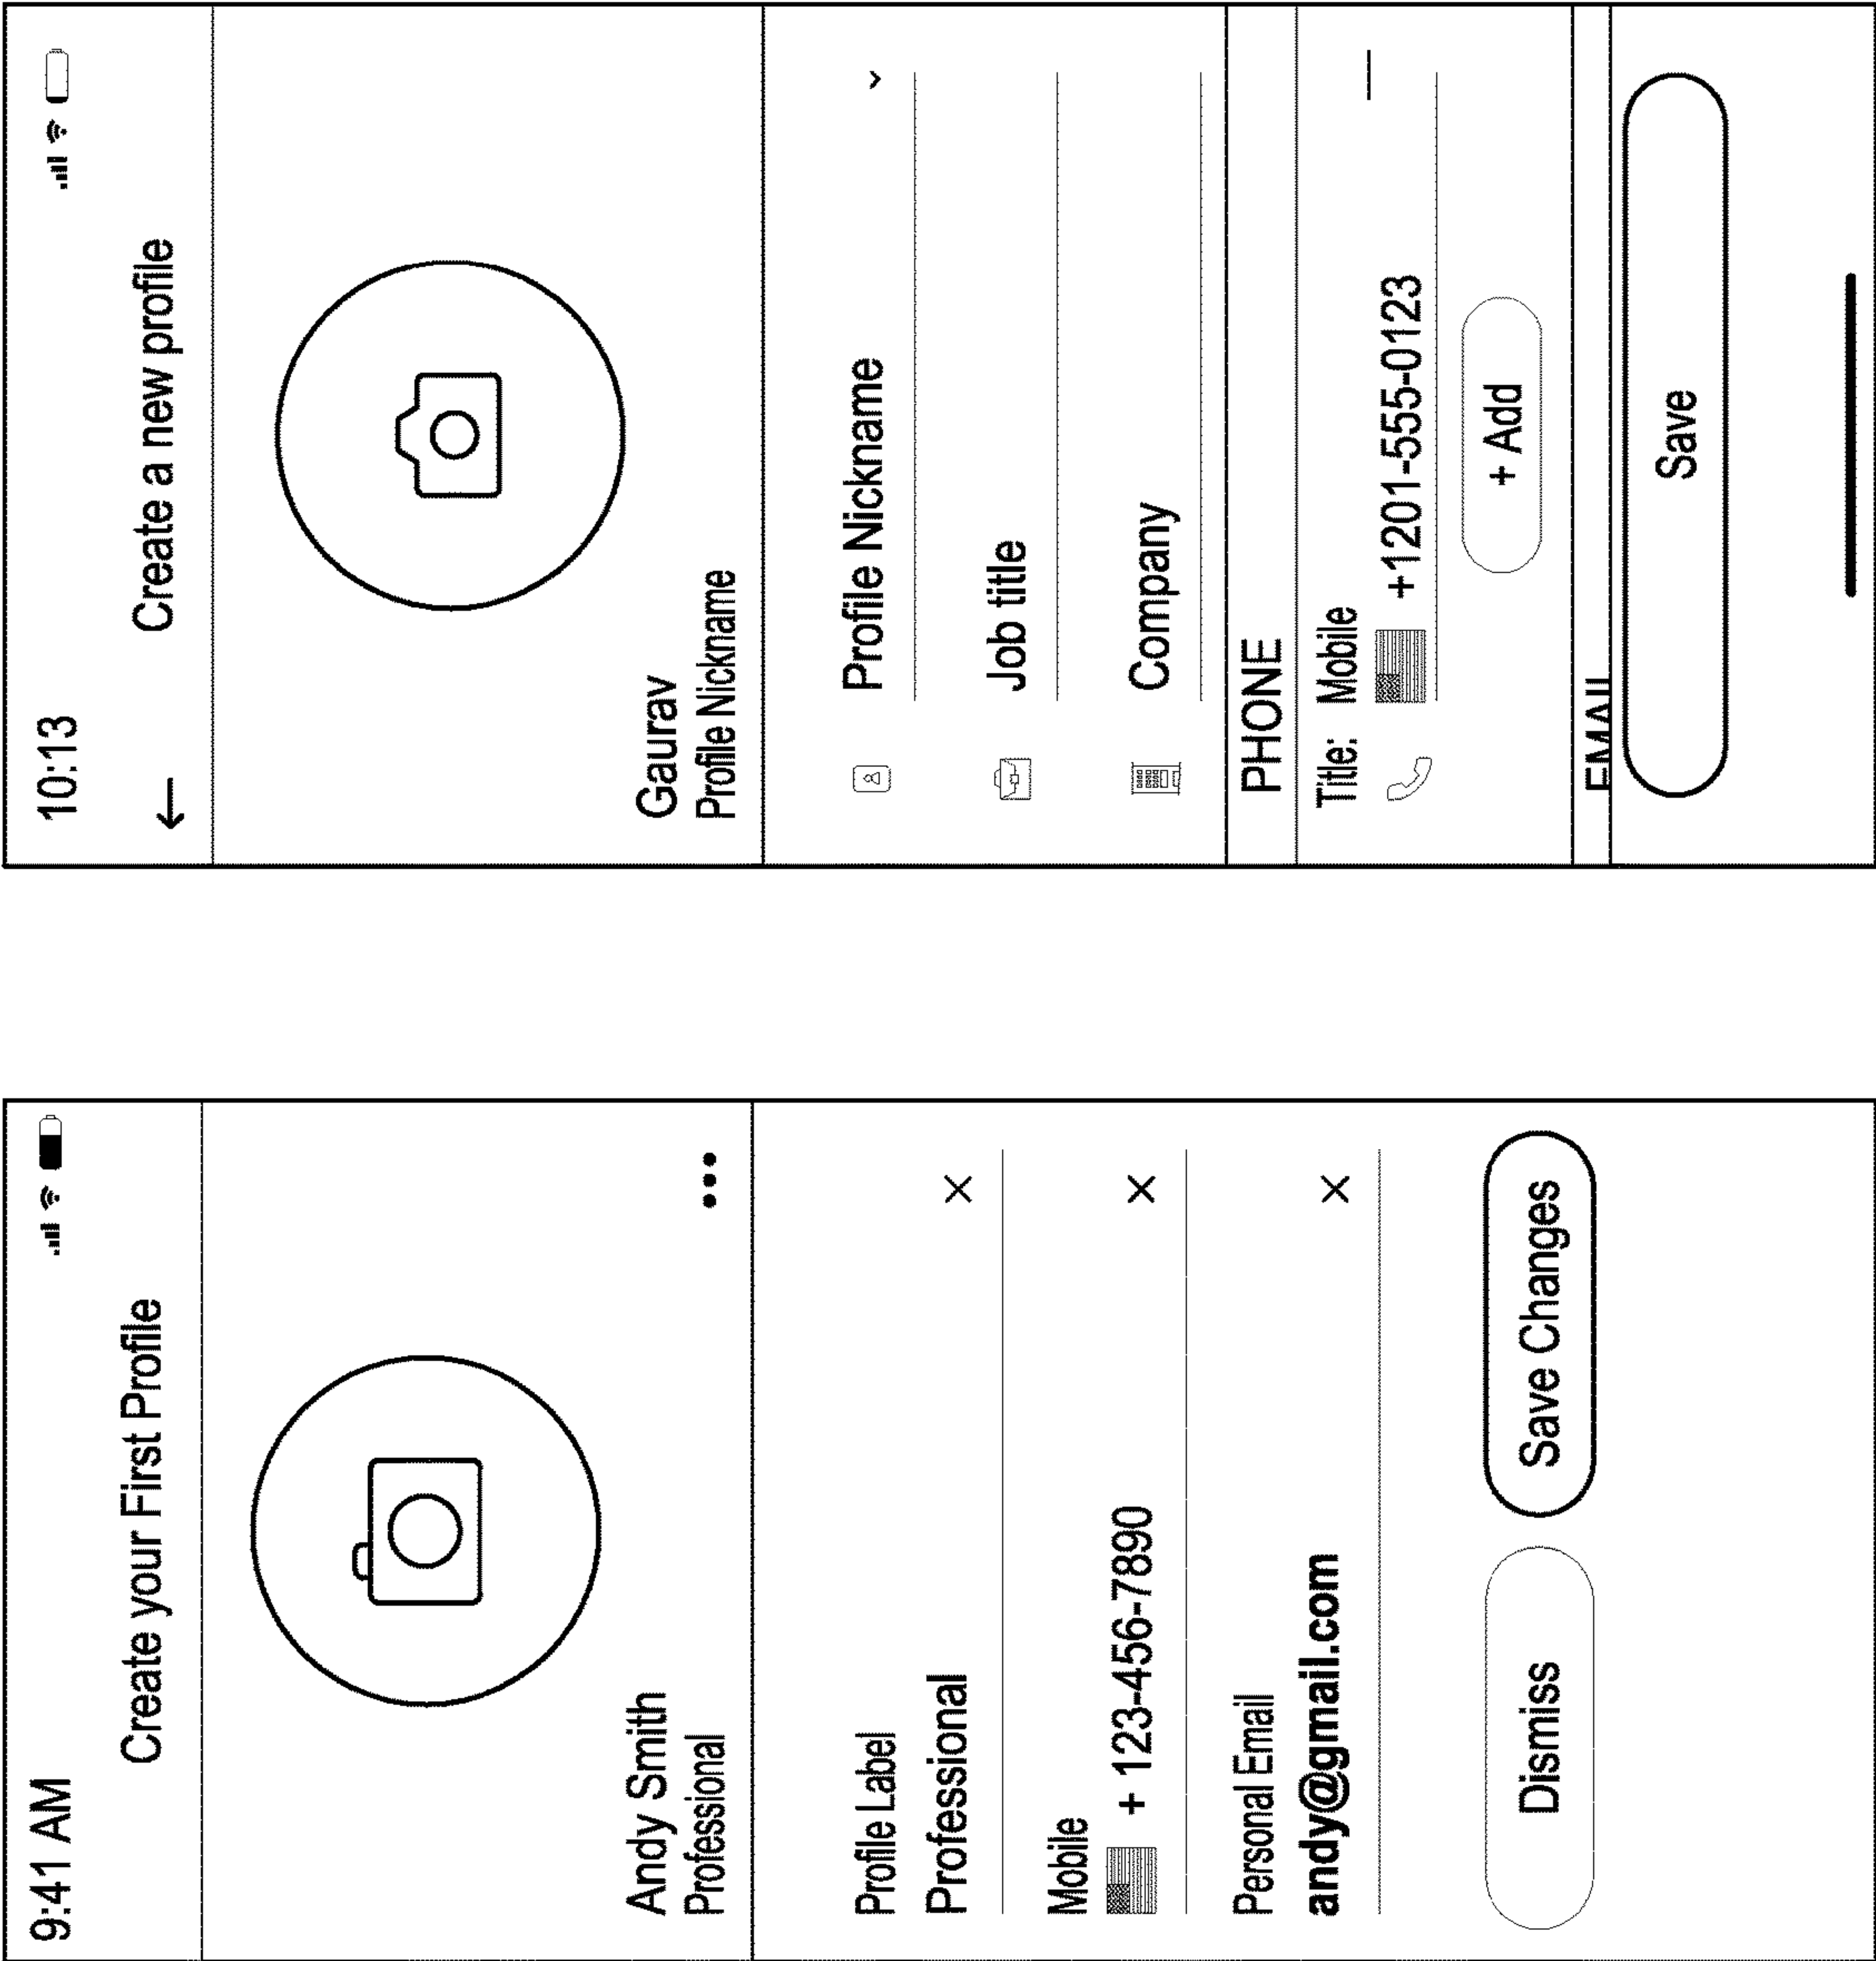 9:41 AM
Create your First Profile
Andy Smith
Professional
Profile Label
Professional
Mobile
+ 123-456-7890
Personal Email
andy@gmail.com
Dismiss
Save Changes
10:13
Create a new profile
Gaurav
Profile Nickname
Profile Nickname
Job title
Company
PHONE
Title: Mobile
+1201-555-0123
+ Add
EMAIL
Save